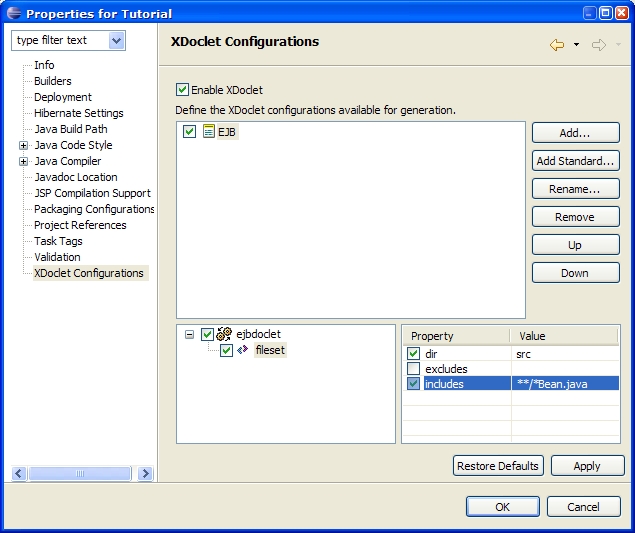 Properties for Tutorial
type filter text
XDoclet Configurations
Info
Builders
Deployment
Hibernate Settings
Java Build Path
Java Code Style
Java Compiler
Javadoc Location
JSP Compilation Support
Packaging Configurations
Project References
Task Tags
Validation
XDoclet Configurations
Enable XDoclet
Define the XDoclet configurations available for generation.
EJB
Add...
Add Standard...
Rename...
Remove
Up
Down
ejbdoclet
fileset
Property Value
dir src
excludes
includes **/*Bean.java
Restore Defaults Apply
OK Cancel